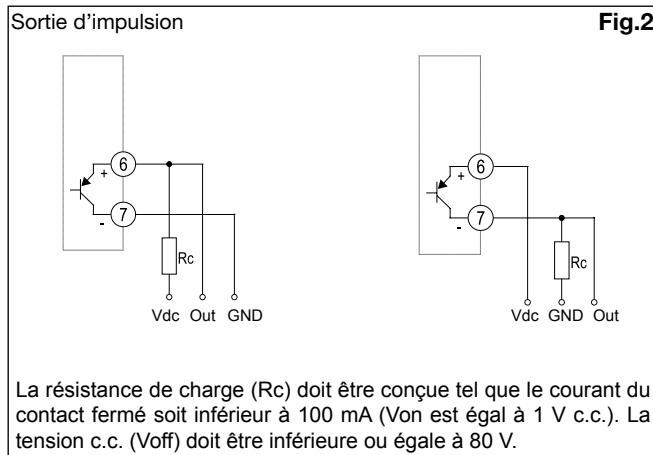 Sortie d’impulsion Fig.2
6
+
7
-
Rc
Vdc Out GND
6
+
7
-
Rc
Vdc GND Out
La résistance de charge (Rc) doit être conçue tel que le courant du
contact fermé soit inférieur à 100 mA (Von est égal à 1 V c.c.). La
tension c.c. (Voff) doit être inférieure ou égale à 80 V.